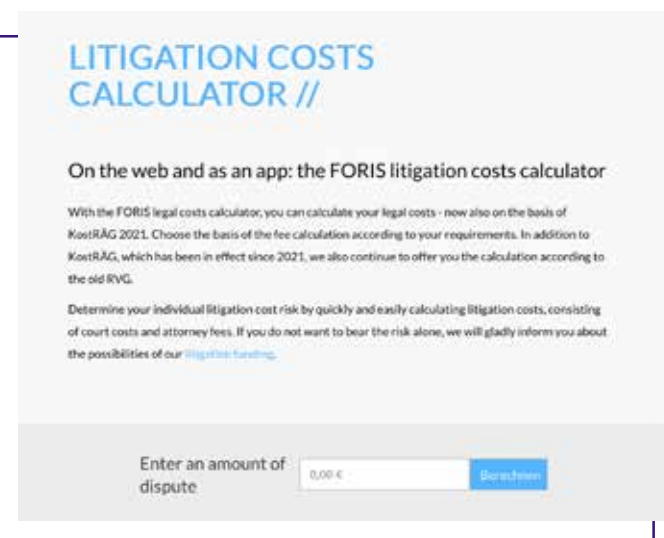 LITIGATION COSTS
CALCULATOR //
On the web and as an app: the FORIS litigation costs calculator
With the FORIS legal costs calculator, you can calculate your legal costs - now also on the basis of
KostRÄG 2021. Choose the basis of the fee calculation according to your requirements. In addition to
KostRÄG, which has been in effect since 2021, we also continue to offer you the calculation according to
the old RVG.
Determine your individual litigation cost risk by quickly and easily calculating litigation costs, consisting
of court costs and attorney fees. If you do not want to bear the risk alone, we will gladly inform you about
the possibilities of our litigation funding.
Enter an amount of
dispute
0,00 €
Berechnen